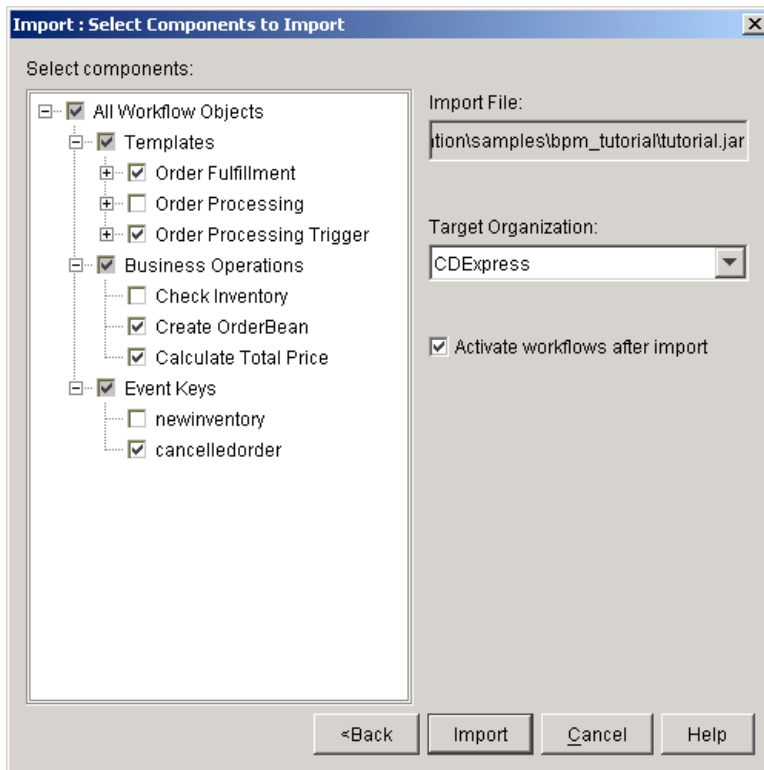 Import : Select Components to Import
Select components:
All Workflow Objects
Templates
Order Fulfillment
Order Processing
Order Processing Trigger
Business Operations
Check Inventory
Create OrderBean
Calculate Total Price
Event Keys
newinventory
cancelledorder
Import File:
ıtion\samples\bpm_tutorial\tutorial.jar
Target Organization:
CDExpress
Activate workflows after import
<Back
Import
Cancel
Help